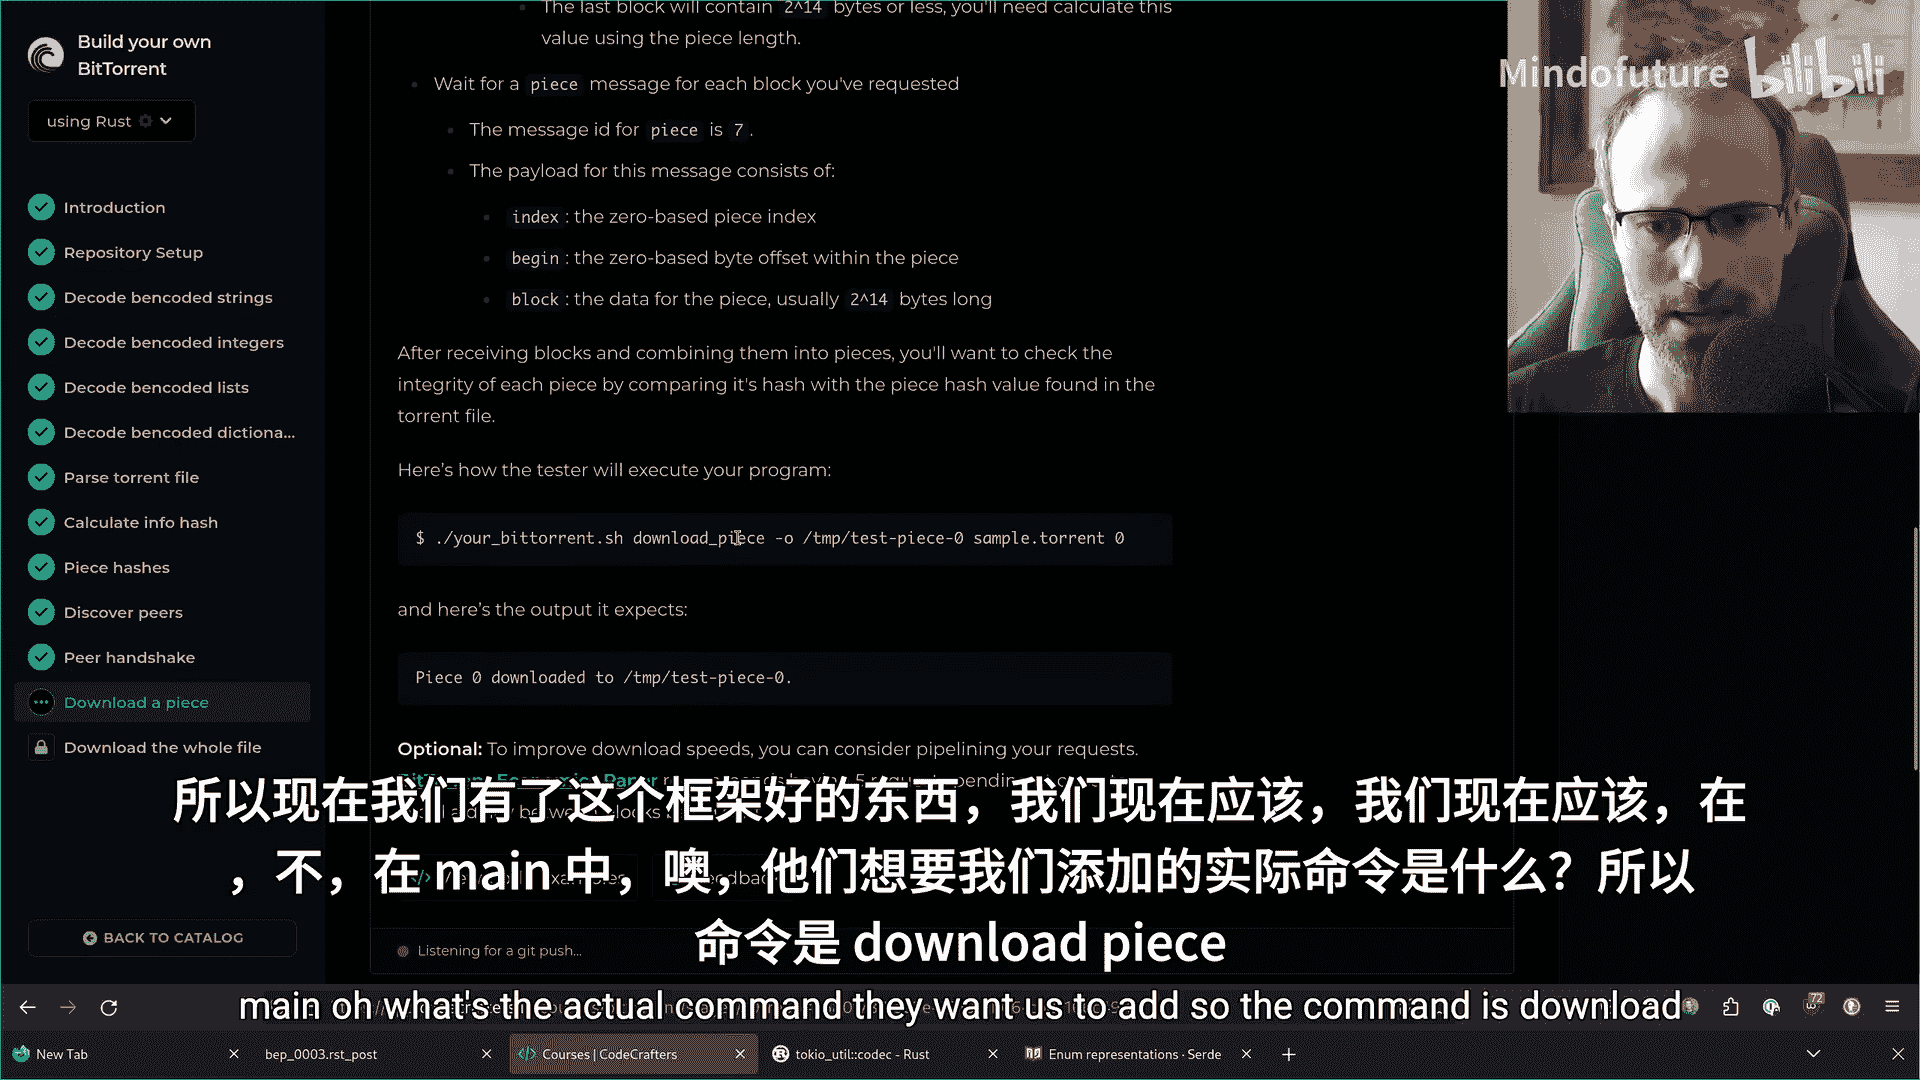 Build your own
BitTorrent
using Rust
Introduction
Repository Setup
Decode bencoded strings
Decode bencoded integers
Decode bencoded lists
Decode bencoded dictiona...
Parse torrent file
Calculate info hash
Piece hashes
Discover peers
Peer handshake
Download a piece
Download the whole file
BACK TO CATALOG
The last block will contain 2^14 bytes or less, you'll need calculate this
value using the piece length.
Wait for a piece message for each block you've requested
The message id for piece is 7.
The payload for this message consists of:
index: the zero-based piece index
begin: the zero-based byte offset within the piece
block: the data for the piece, usually 2^14 bytes long
After receiving blocks and combining them into pieces, you'll want to check the
integrity of each piece by comparing it's hash with the piece hash value found in the
torrent file.
Here's how the tester will execute your program:
$ ./your_bittorrent.sh download_piece -o /tmp/test-piece-0 sample.torrent 0
and here's the output it expects:
Piece 0 downloaded to /tmp/test-piece-0.
Optional: To improve download speeds, you can consider pipelining your requests.
Listening for a git push...
Mindofuture bilibili
所以现在我们有了这个框架好的东西，我们现在应该，我们现在应该，在
，不，在 main 中，噢，他们想要我们添加的实际命令是什么？所以
命令是 download piece
main oh what's the actual command they want us to add so the command is download
72
New Tab
bep_0003.rst_post
Courses | CodeCrafters
tokio_util::codec - Rust
Enum representations · Serde